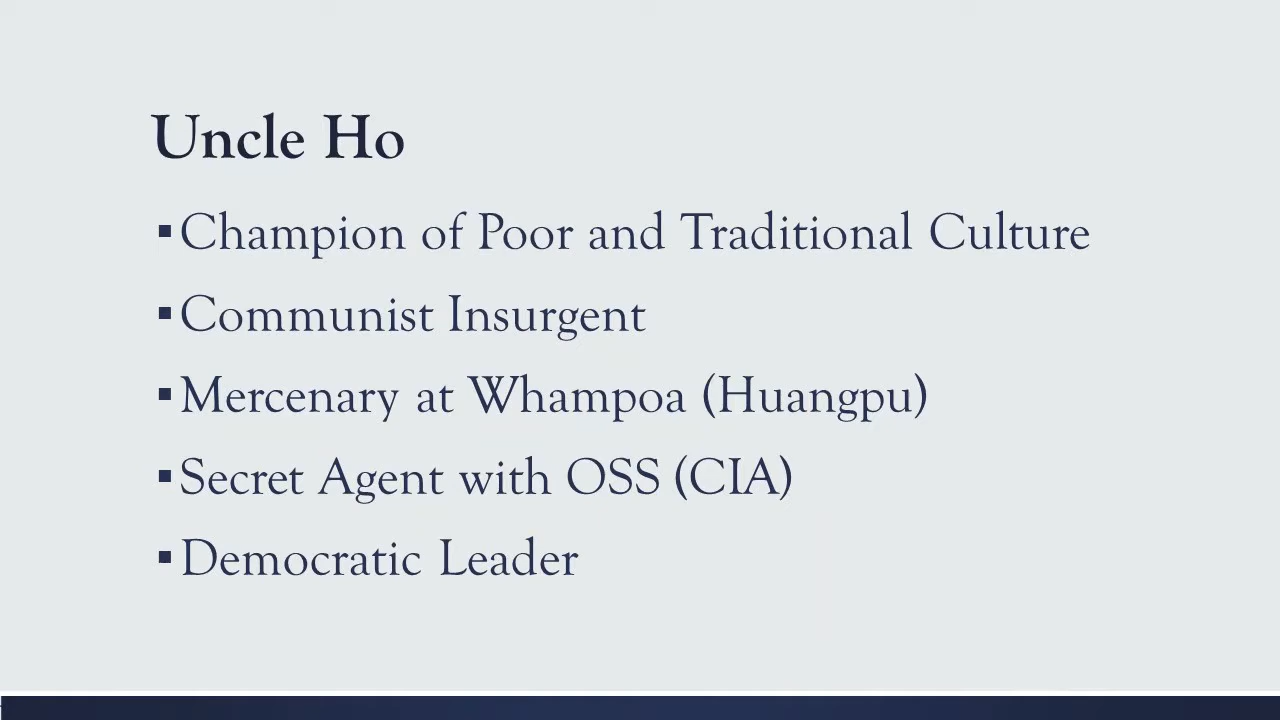 Uncle Ho
▪Champion of Poor and Traditional Culture
▪Communist Insurgent
▪Mercenary at Whampoa (Huangpu)
▪Secret Agent with OSS (CIA)
▪Democratic Leader